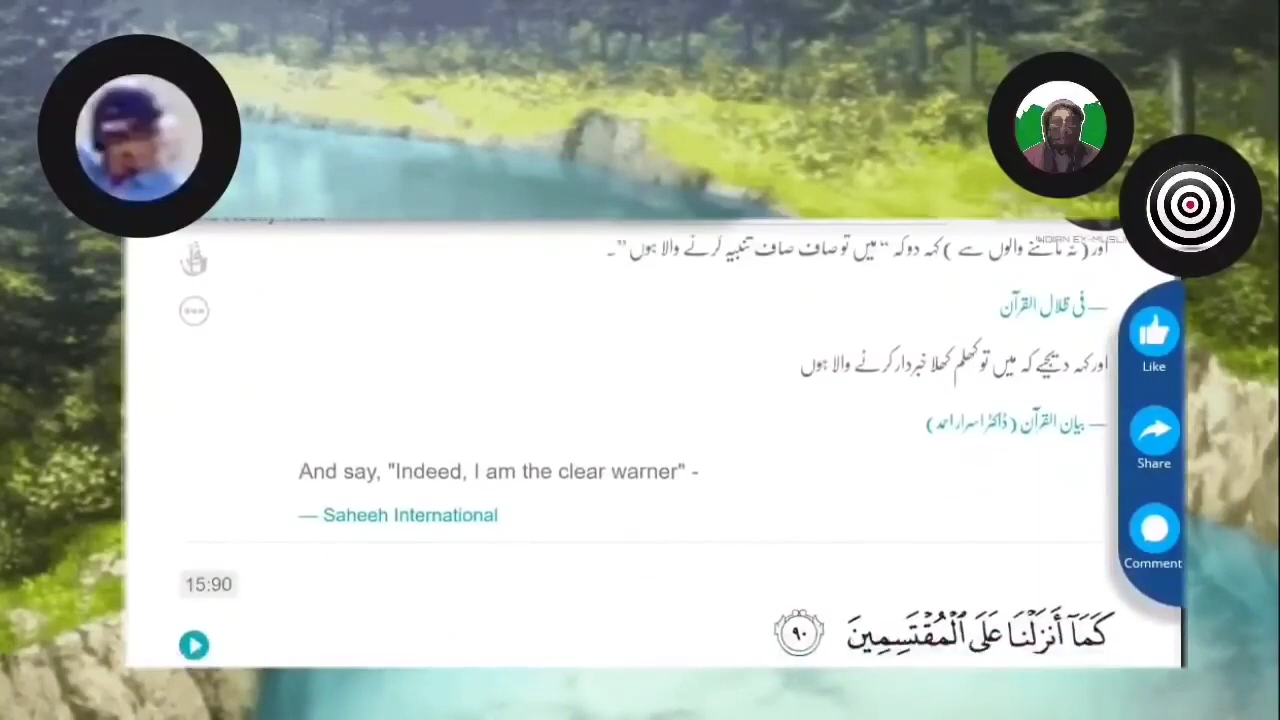 اور ( نہ ماننے والوں سے ) کہہ دو کہ “ میں تو صاف صاف تنبیہ کرنے والا ہوں ”۔
— فی ظلال القرآن
اور کہہ دیجیے کہ میں تو کھلم کھلا خبردار کرنے والا ہوں
— بیان القرآن (ڈاکٹر اسرار احمد)
And say, "Indeed, I am the clear warner" -
— Saheeh International
15:90
كَمَآ أَنزَلۡنَا عَلَى ٱلۡمُقۡتَسِمِينَ ٩٠
Like
Share
Comment